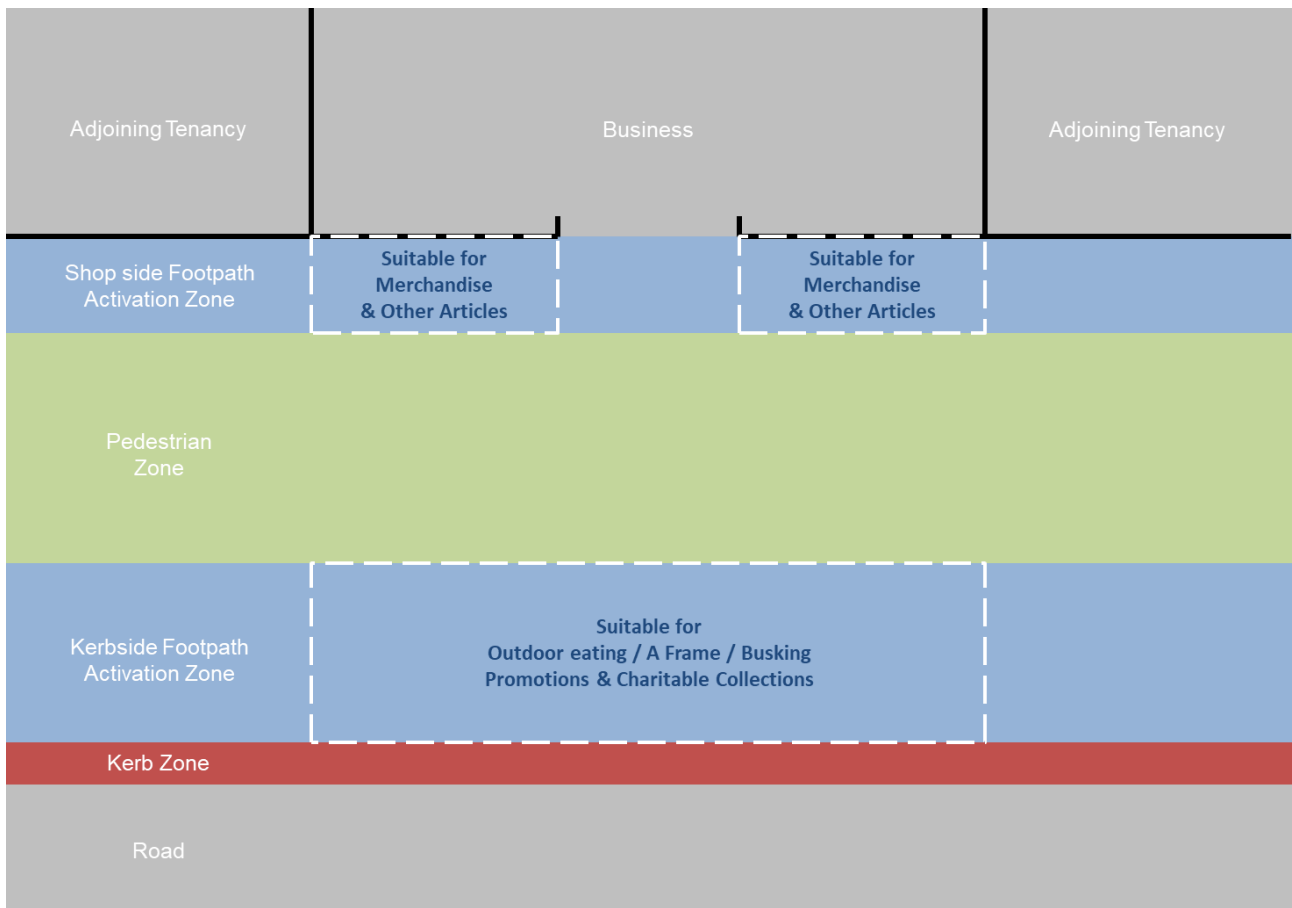 Adjoining Tenancy
Business
Adjoining Tenancy
Shop side Footpath
Activation Zone
Suitable for
Merchandise
& Other Articles
Suitable for
Merchandise
& Other Articles
Pedestrian
Zone
Kerbside Footpath
Activation Zone
Suitable for
Outdoor eating / A Frame / Busking
Promotions & Charitable Collections
Kerb Zone
Road